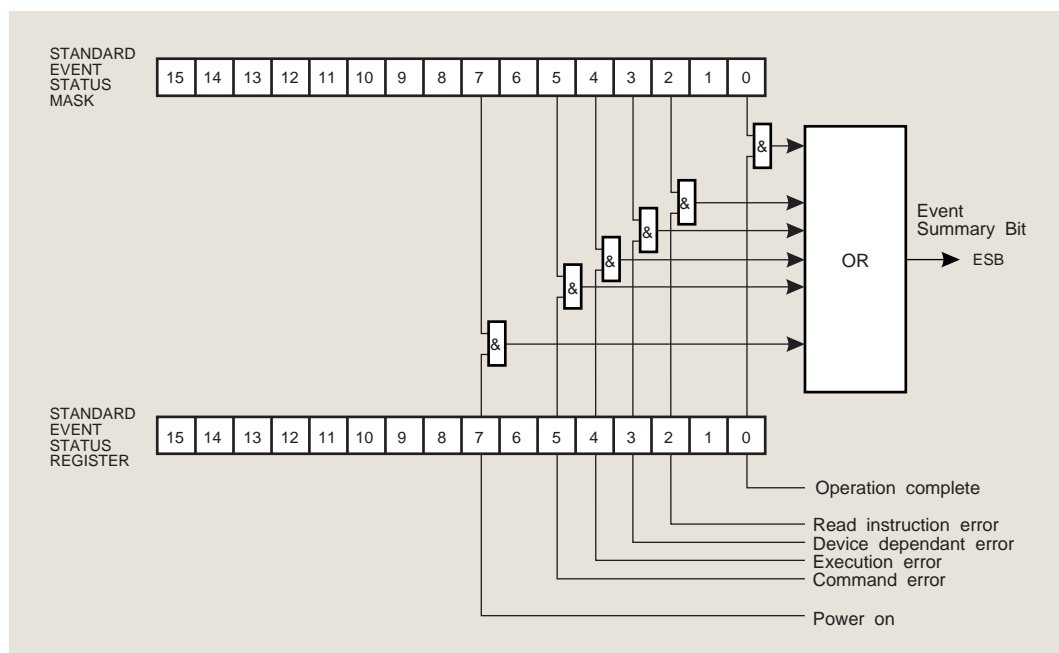 STANDARD
EVENT
STATUS
MASK
15 14 13 12 11 10 9 8 7 6 5 4 3 2 1 0
&
&
&
&
&
&
OR
Event
Summary Bit
ESB
STANDARD
EVENT
STATUS
REGISTER
15 14 13 12 11 10 9 8 7 6 5 4 3 2 1 0
Operation complete
Read instruction error
Device dependant error
Execution error
Command error
Power on